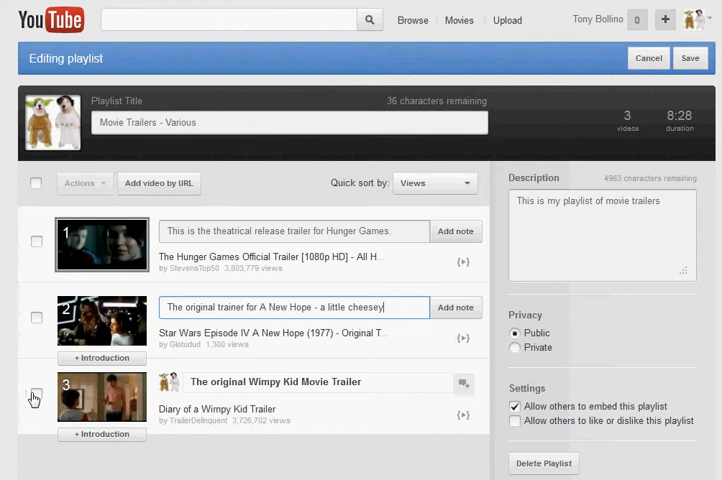 YouTube
Browse Movies Upload Tony Bollino 0 +
Editing playlist Cancel Save
Playlist Title 36 characters remaining
Movie Trailers - Various
3 videos
8:28 duration
Actions Add video by URL Quick sort by: Views
1
This is the theatrical release trailer for Hunger Games. Add note
The Hunger Games Official Trailer [1080p HD] - All H...
by StevensTop50 3,803,779 views
2
The original trainer for A New Hope - a little cheesey Add note
Star Wars Episode IV A New Hope (1977) - Original T...
by Glotudud 1,380 views
+ Introduction
3
The original Wimpy Kid Movie Trailer
Diary of a Wimpy Kid Trailer
by TrailerDelinquent 3,726,702 views
+ Introduction
Description 4963 characters remaining
This is my playlist of movie trailers
Privacy
Public
Private
Settings
Allow others to embed this playlist
Allow others to like or dislike this playlist
Delete Playlist